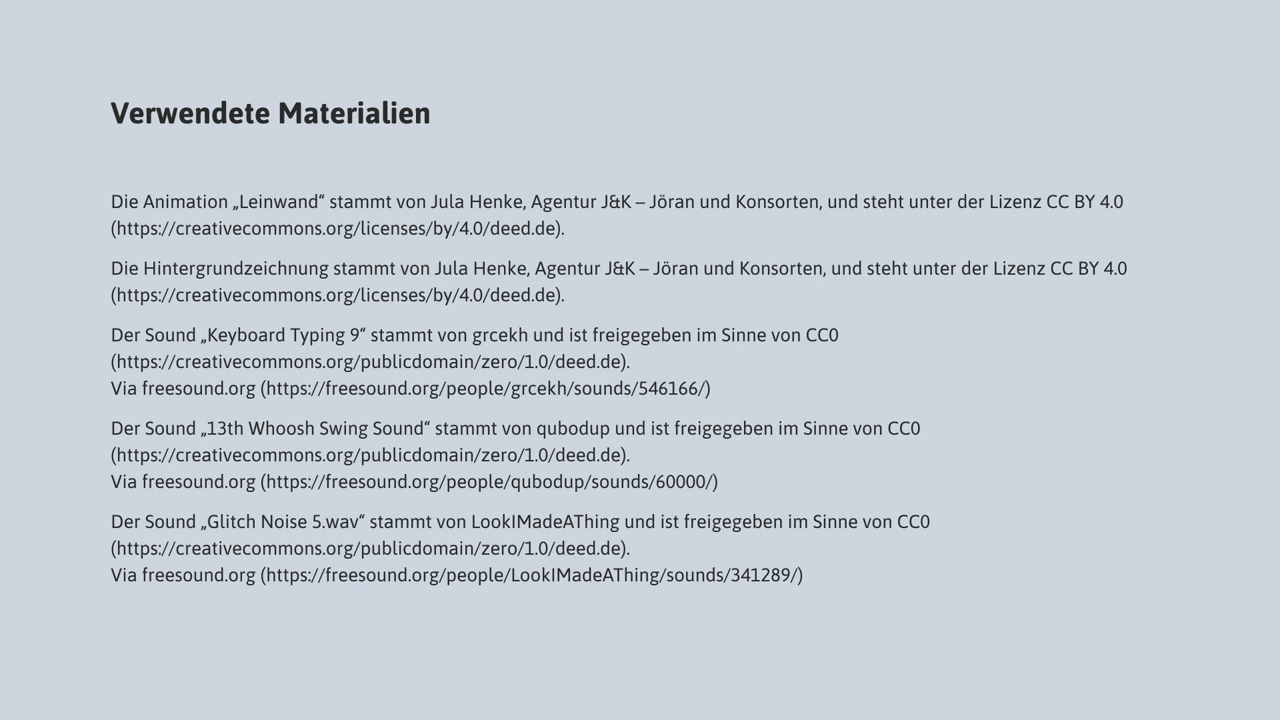 Verwendete Materialien
Die Animation „Leinwand“ stammt von Jula Henke, Agentur J&K – Jöran und Konsorten, und steht unter der Lizenz CC BY 4.0
(https://creativecommons.org/licenses/by/4.0/deed.de).
Die Hintergrundzeichnung stammt von Jula Henke, Agentur J&K – Jöran und Konsorten, und steht unter der Lizenz CC BY 4.0
(https://creativecommons.org/licenses/by/4.0/deed.de).
Der Sound „Keyboard Typing 9“ stammt von grcekh und ist freigegeben im Sinne von CC0
(https://creativecommons.org/publicdomain/zero/1.0/deed.de).
Via freesound.org (https://freesound.org/people/grcekh/sounds/546166/)
Der Sound „13th Whoosh Swing Sound“ stammt von qubodup und ist freigegeben im Sinne von CC0
(https://creativecommons.org/publicdomain/zero/1.0/deed.de).
Via freesound.org (https://freesound.org/people/qubodup/sounds/60000/)
Der Sound „Glitch Noise 5.wav“ stammt von LookIMadeAThing und ist freigegeben im Sinne von CC0
(https://creativecommons.org/publicdomain/zero/1.0/deed.de).
Via freesound.org (https://freesound.org/people/LookIMadeAThing/sounds/341289/)